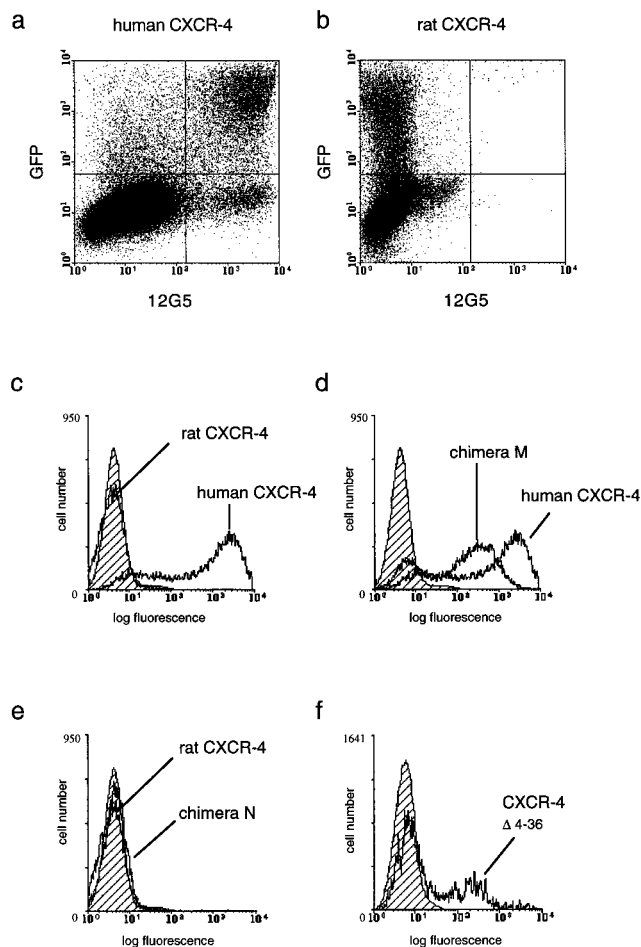 a
human CXCR-4
b
rat CXCR-4
GFP
10⁴
10³
10²
10¹
10⁰
10⁰ 10¹ 10² 10³ 10⁴
12G5
GFP
10⁴
10³
10²
10¹
10⁰
10⁰ 10¹ 10² 10³ 10⁴
12G5
c
950
cell number
0
10⁰ 10¹ 10² 10³ 10⁴
log fluorescence
rat CXCR-4
human CXCR-4
d
950
cell number
0
10⁰ 10¹ 10² 10³ 10⁴
log fluorescence
chimera M
human CXCR-4
e
950
cell number
0
10⁰ 10¹ 10² 10³ 10⁴
log fluorescence
rat CXCR-4
chimera N
f
1641
cell number
0
10⁰ 10¹ 10² 10³ 10⁴
log fluorescence
CXCR-4
Δ 4-36